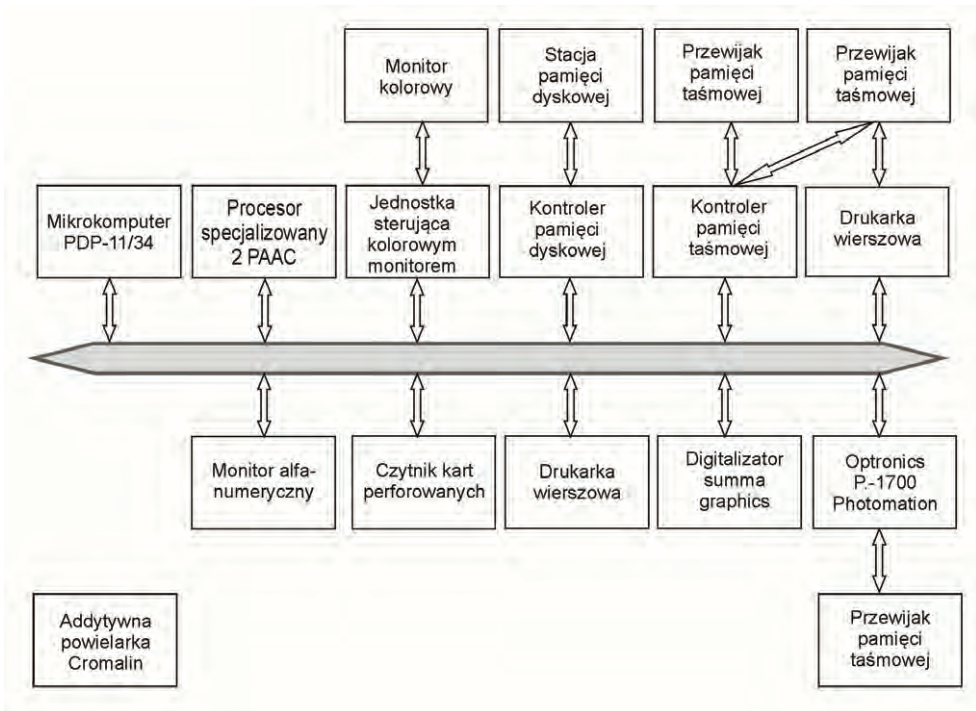 Monitor
kolorowy
Stacja
pamięci
dyskowej
Przewijak
pamięci
taśmowej
Przewijak
pamięci
taśmowej
Mikrokomputer
PDP-11/34
Procesor
specjalizowany
2 PAAC
Jednostka
sterująca
kolorowym
monitorem
Kontroler
pamięci
dyskowej
Kontroler
pamięci
taśmowej
Drukarka
wierszowa
Monitor alfa-
numeryczny
Czytnik kart
perforowanych
Drukarka
wierszowa
Digitalizator
summa
graphics
Optronics
P.-1700
Photomation
Addytywna
powielarka
Cromalin
Przewijak
pamięci
taśmowej